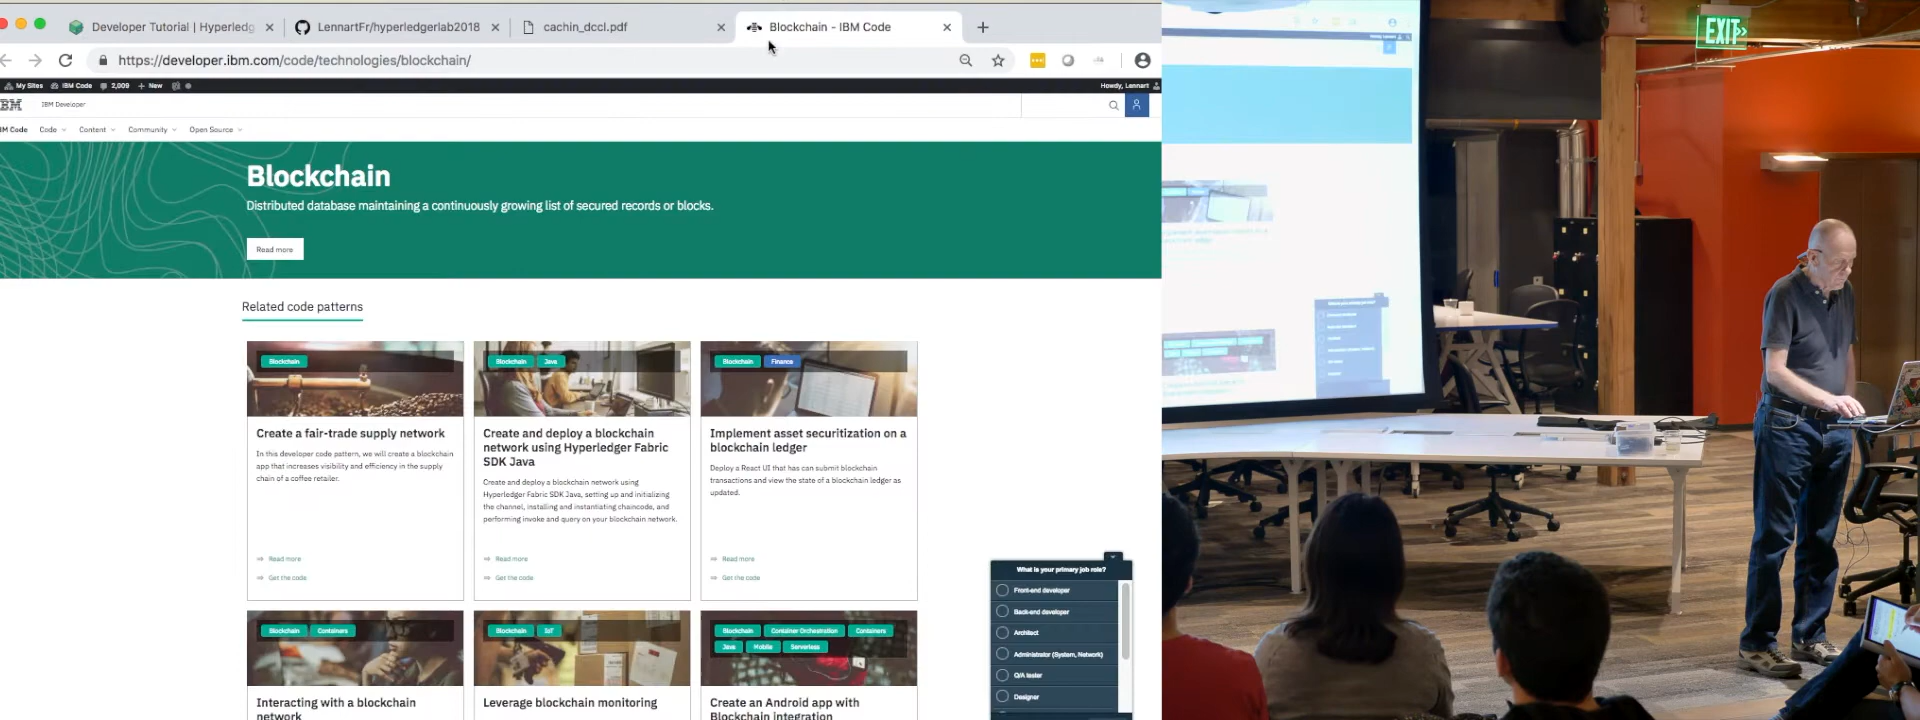 Developer Tutorial | Hyperledg
LennartFr/hyperledgerlab2018
cachin_dccl.pdf
Blockchain - IBM Code
https://developer.ibm.com/code/technologies/blockchain/
My Sites IBM Code 2,009 New
Howdy, Lennart
IBM Developer
IM Code Code Content Community Open Source
Blockchain
Distributed database maintaining a continuously growing list of secured records or blocks.
Read more
Related code patterns
Blockchain
Create a fair-trade supply network
In this developer code pattern, we will create a blockchain
app that increases visibility and efficiency in the supply
chain of a coffee retailer.
Read more
Get the code
Blockchain Java
Create and deploy a blockchain
network using Hyperledger Fabric
SDK Java
Create and deploy a blockchain network using
Hyperledger Fabric SDK Java, setting up and initializing
the channel, installing and instantiating chaincode, and
performing invoke and query on your blockchain network.
Read more
Get the code
Blockchain Finance
Implement asset securitization on a
blockchain ledger
Deploy a React UI that has can submit blockchain
transactions and view the state of a blockchain ledger as
updated.
Read more
Get the code
Blockchain Containers
Interacting with a blockchain
network
Blockchain IoT
Leverage blockchain monitoring
Blockchain Container Orchestration Containers
Java Mobile Serverless
Create an Android app with
Blockchain integration
What is your primary job role?
Front-end developer
Back-end developer
Architect
Administrator (System, Network)
Q/A tester
Designer
EXIT